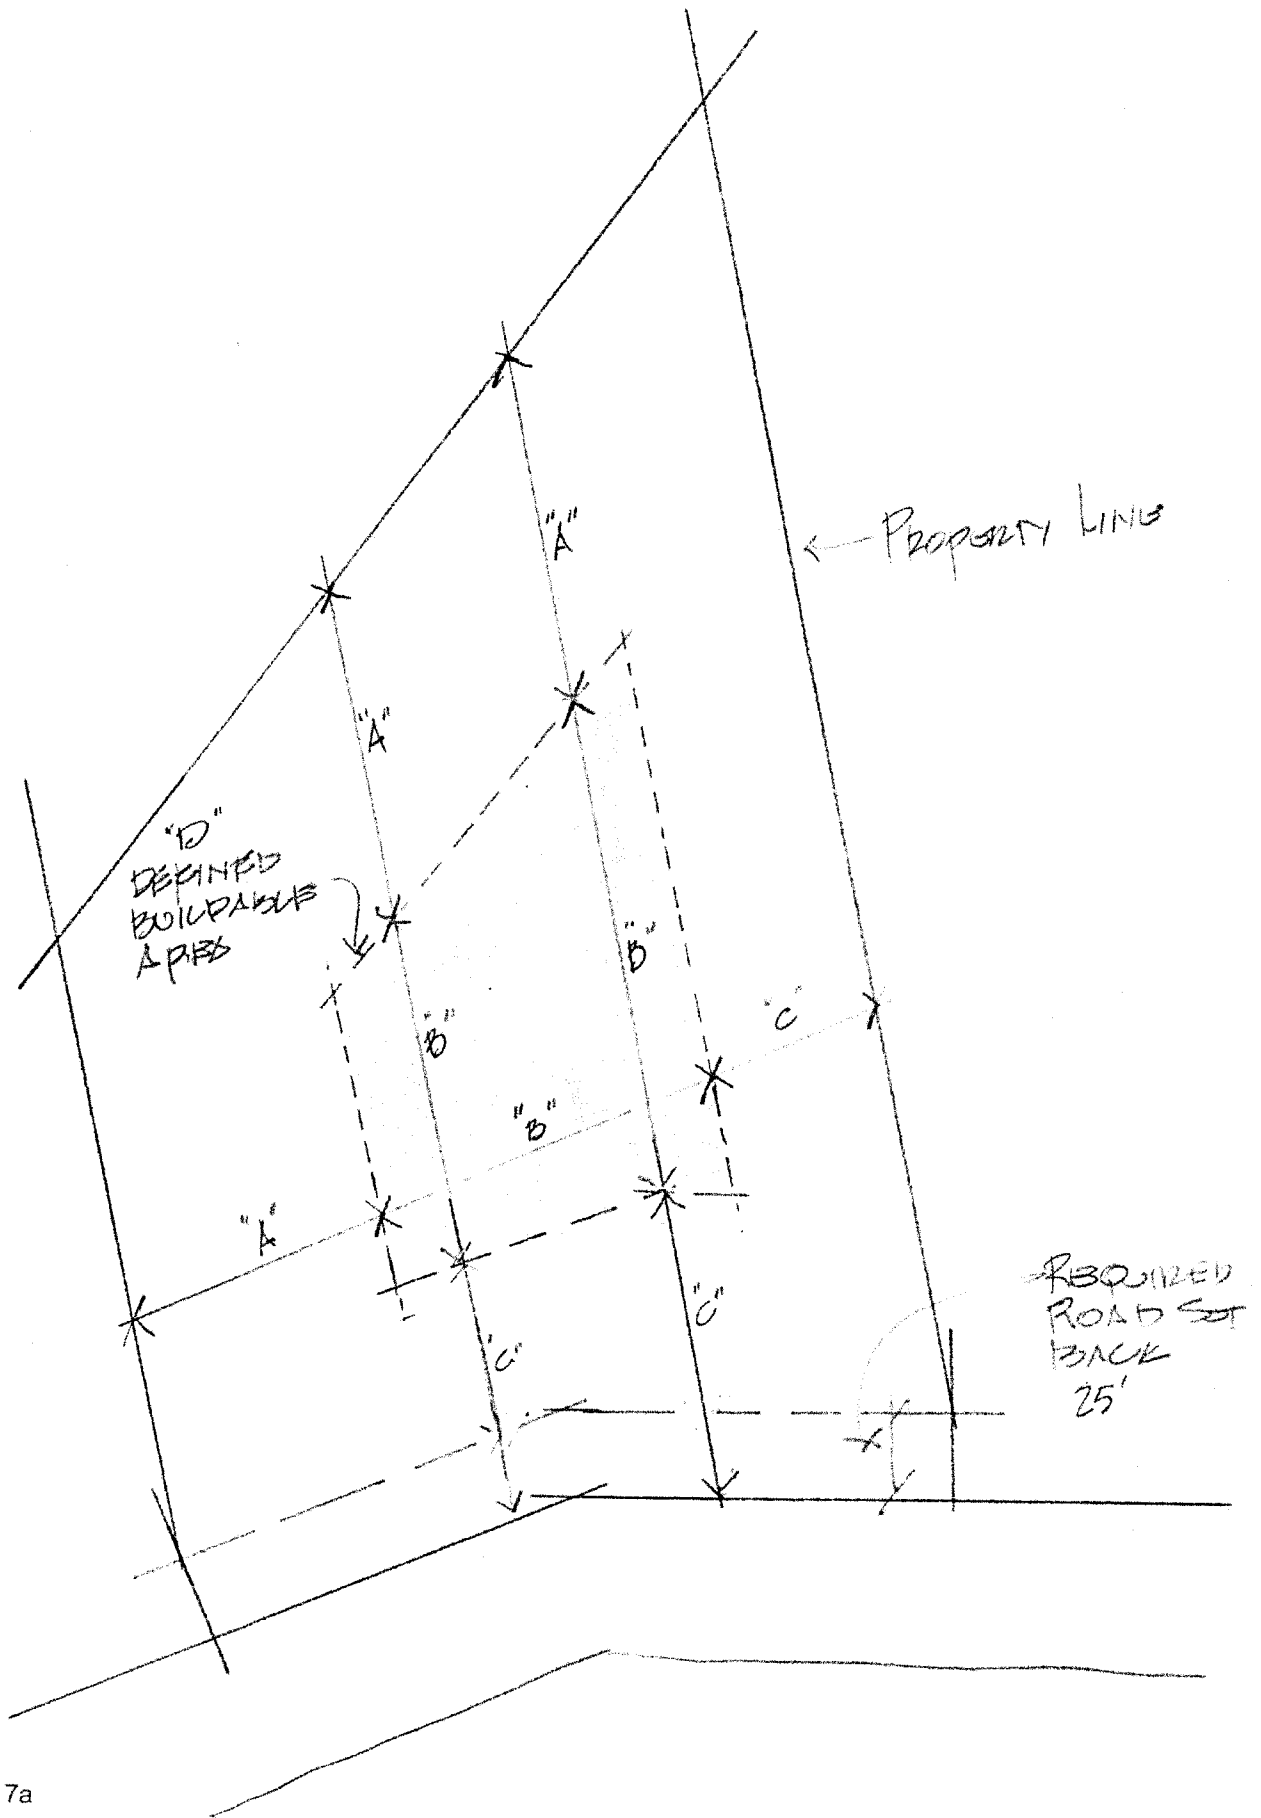 "A"
PROPERTY LINE
"A"
"D"
DEFINED
BUILDABLE
AREA
"B"
"B"
"C"
"B"
"A"
REQUIRED
ROAD SET
BACK
25'
"C"
"C"
7a